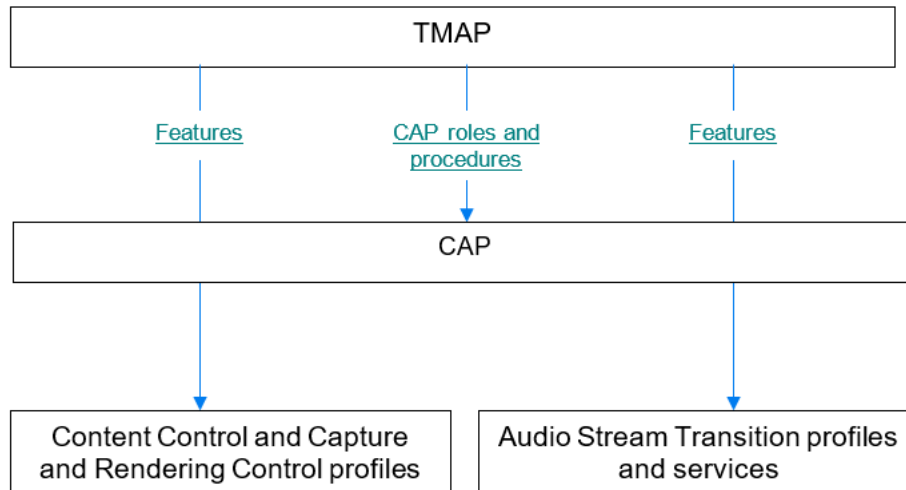 TMAP
Features
CAP roles and
procedures
Features
CAP
Content Control and Capture
and Rendering Control profiles
Audio Stream Transition profiles
and services